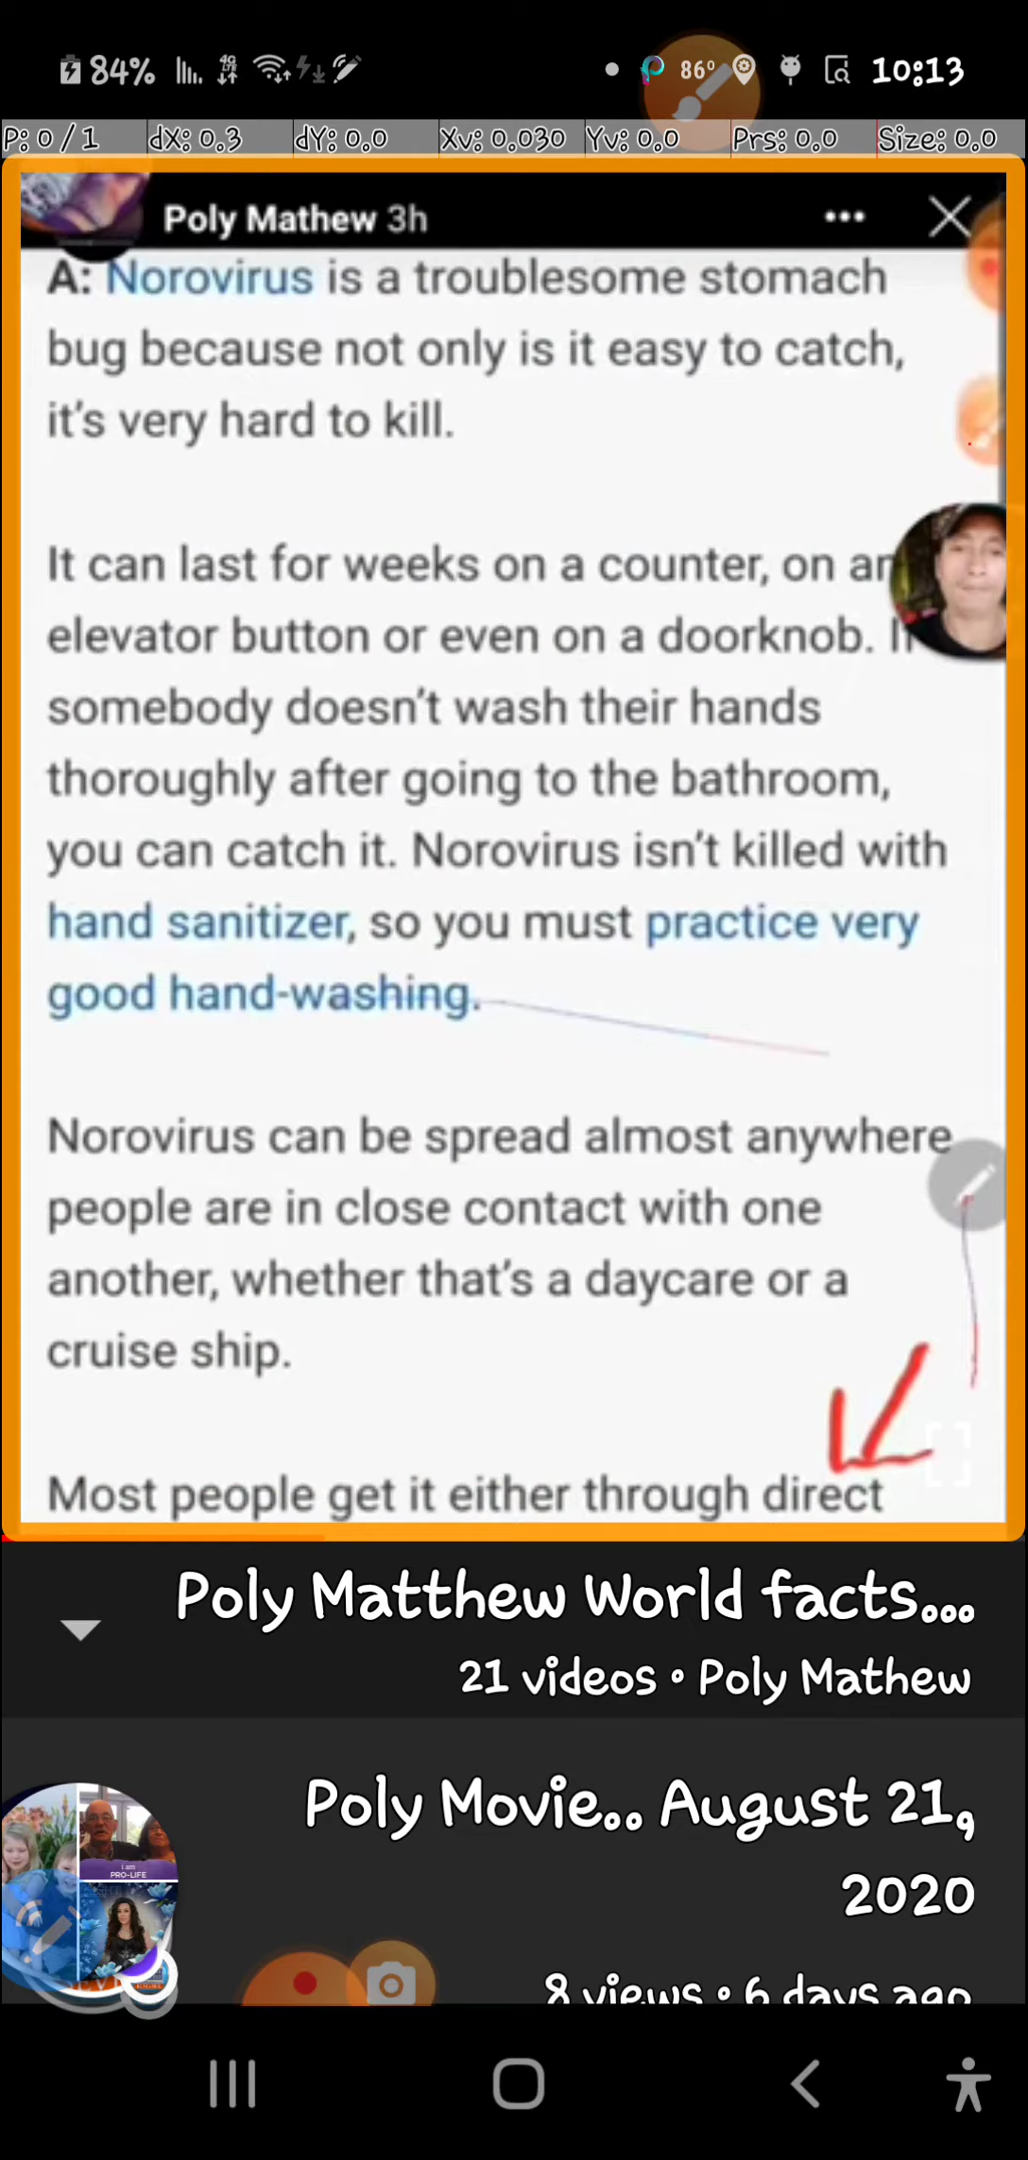 84% 4G 86° 10:13
P: 0 / 1 dX: 0.3 dY: 0.0 Xv: 0.030 Yv: 0.0 Prs: 0.0 Size: 0.0
Poly Mathew 3h
A: Norovirus is a troublesome stomach
bug because not only is it easy to catch,
it's very hard to kill.
It can last for weeks on a counter, on an
elevator button or even on a doorknob.
somebody doesn't wash their hands
thoroughly after going to the bathroom,
you can catch it. Norovirus isn't killed with
hand sanitizer, so you must practice very
good hand-washing.
Norovirus can be spread almost anywhere
people are in close contact with one
another, whether that's a daycare or a
cruise ship.
Most people get it either through direct
Poly Matthew World facts...
21 videos • Poly Mathew
Poly Movie.. August 21,
2020
i am
PRO-LIFE
8 views • 6 days ago